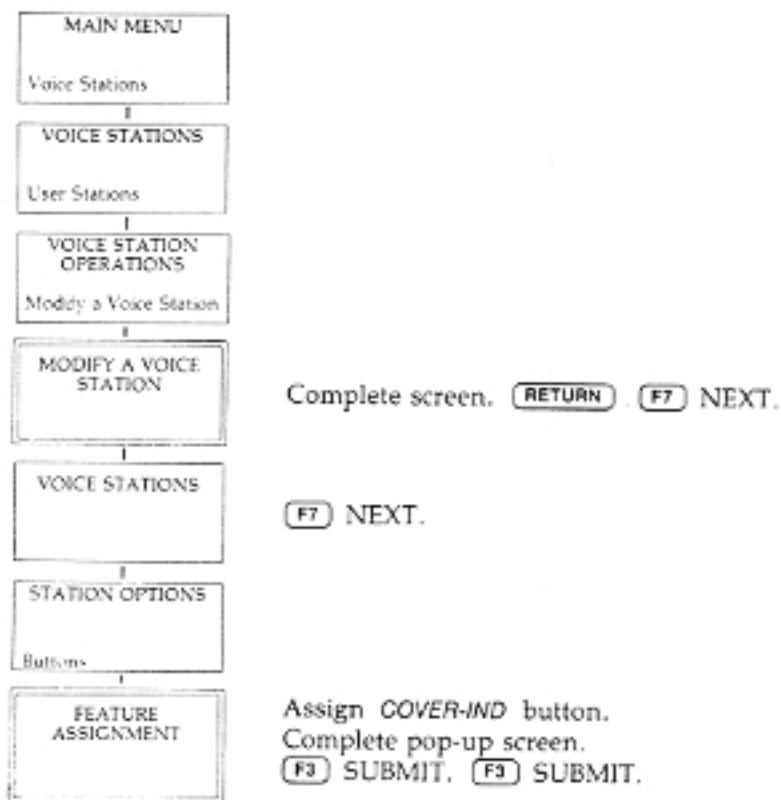 MAIN MENU
Voice Stations
VOICE STATIONS
User Stations
VOICE STATION
OPERATIONS
Modify a Voice Station
MODIFY A VOICE
STATION
Complete screen. RETURN . F7 NEXT.
VOICE STATIONS
F7 NEXT.
STATION OPTIONS
Buttons
FEATURE
ASSIGNMENT
Assign COVER-IND button.
Complete pop-up screen.
F3 SUBMIT. F3 SUBMIT.